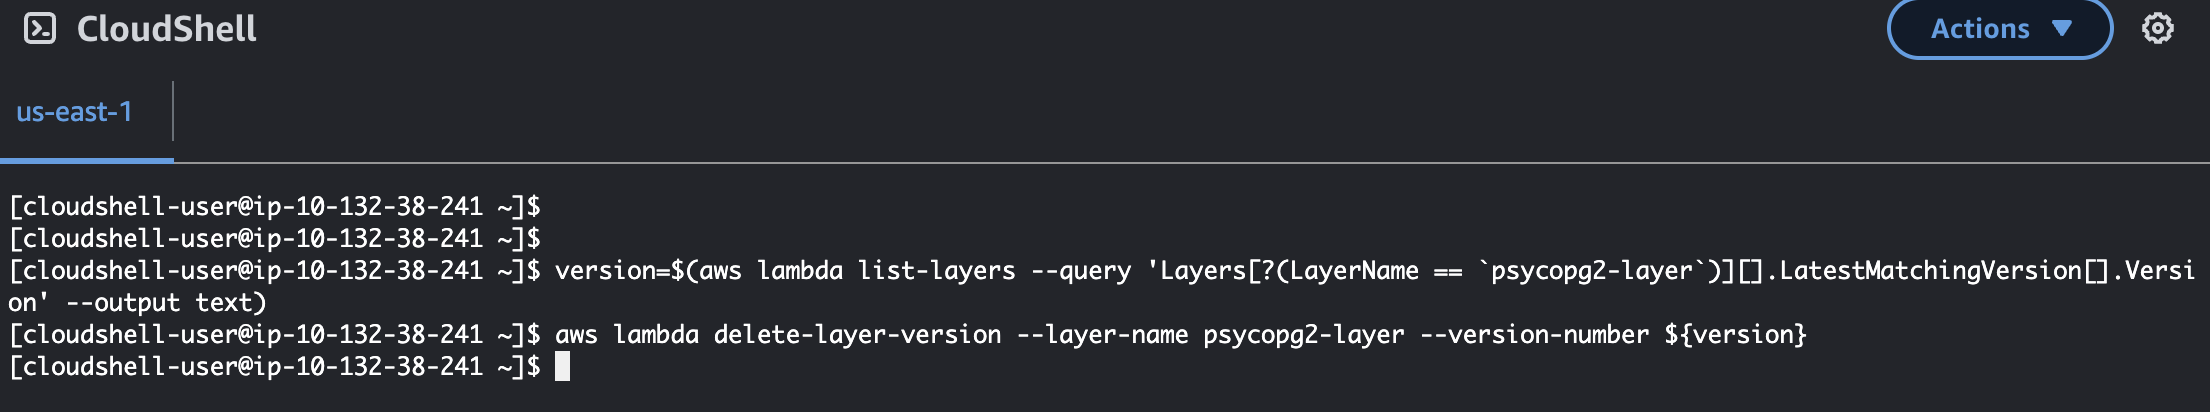 CloudShell
Actions
us-east-1
[cloudshell-user@ip-10-132-38-241 ~]$
[cloudshell-user@ip-10-132-38-241 ~]$
[cloudshell-user@ip-10-132-38-241 ~]$ version=$(aws lambda list-layers --query 'Layers[?(LayerName == `psycopg2-layer`)][].LatestMatchingVersion[].Versi
on' --output text)
[cloudshell-user@ip-10-132-38-241 ~]$ aws lambda delete-layer-version --layer-name psycopg2-layer --version-number ${version}
[cloudshell-user@ip-10-132-38-241 ~]$